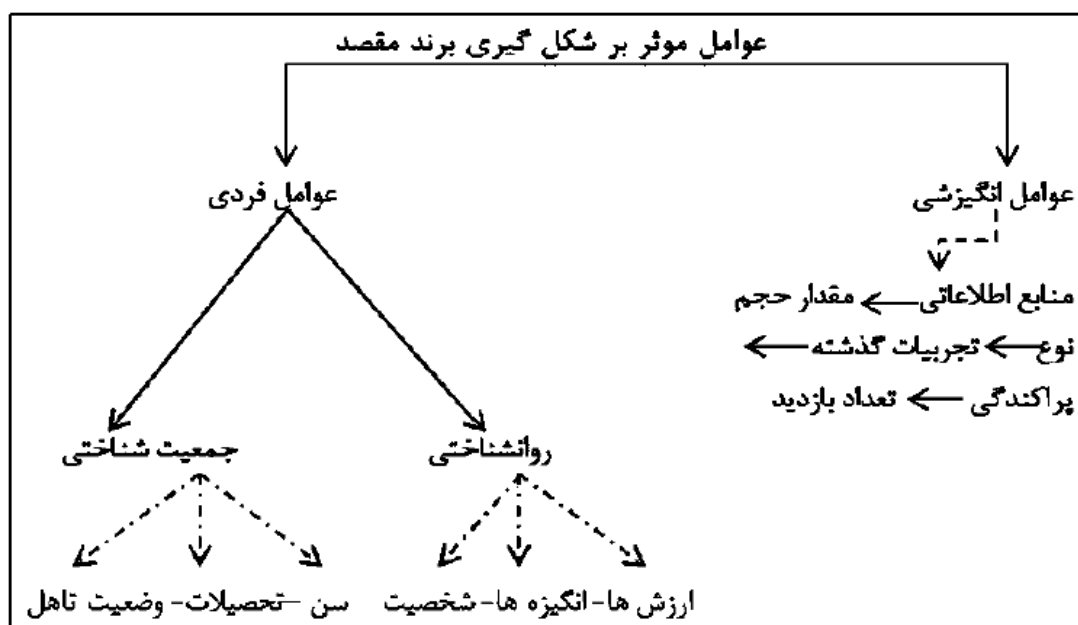 عوامل موثر بر شکل گیری برند مقصد
عوامل انگیزشی
عوامل فردی
منابع اطلاعاتی مقدار حجم
نوع تجربیات گذشته
پراکندگی تعداد بازدید
روانشناختی
جمعیت شناختی
ارزش ها-انگیزه ها-شخصیت
سن –تحصیلات-وضعیت تاهل